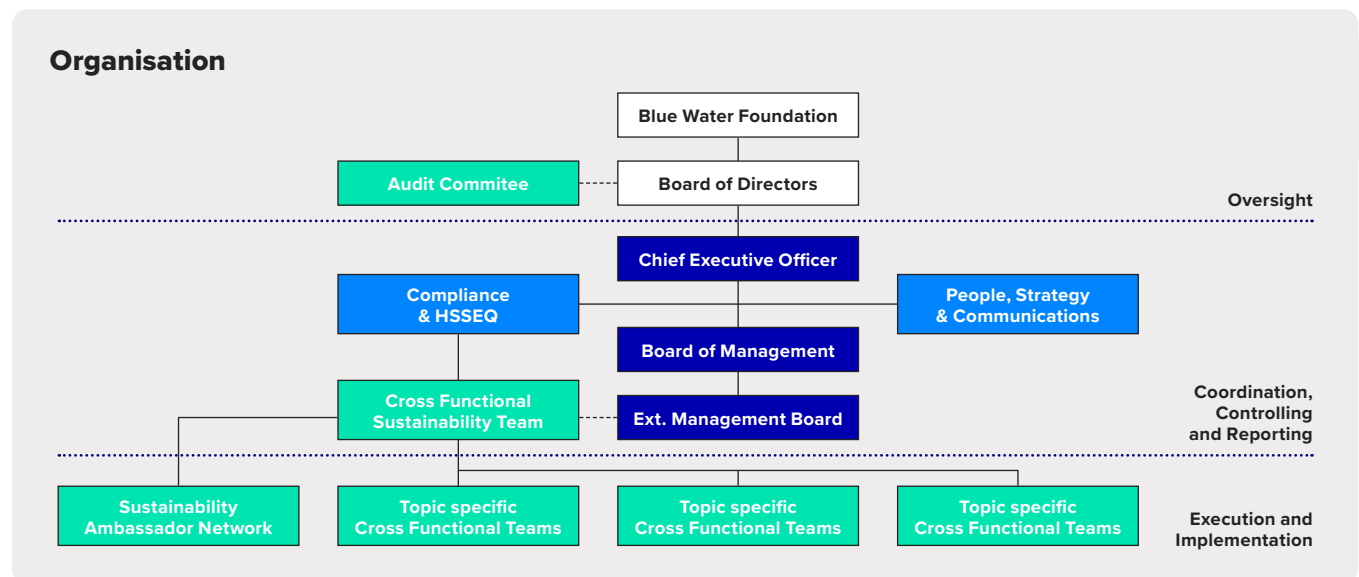 Organisation
Blue Water Foundation
Audit Commitee
Board of Directors
Oversight
Chief Executive Officer
Compliance
& HSSEQ
People, Strategy
& Communications
Board of Management
Cross Functional
Sustainability Team
Ext. Management Board
Coordination,
Controlling
and Reporting
Sustainability
Ambassador Network
Topic specific
Cross Functional Teams
Topic specific
Cross Functional Teams
Topic specific
Cross Functional Teams
Execution and
Implementation